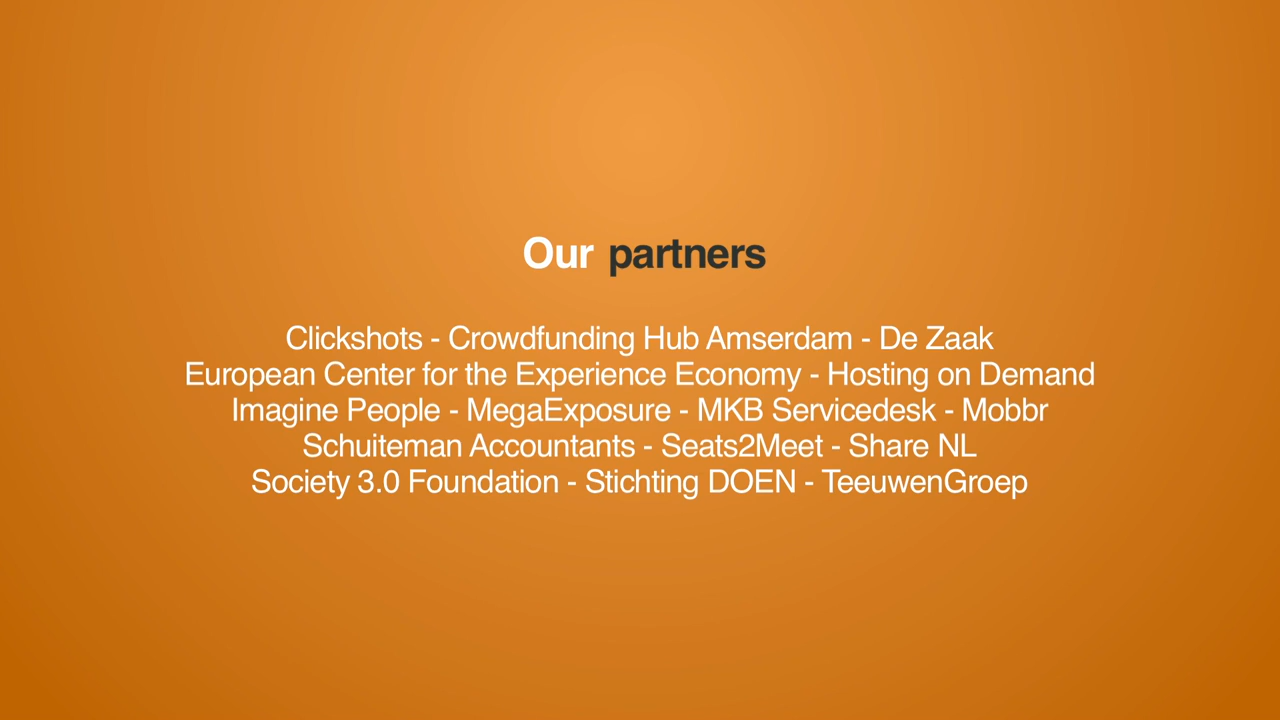 Our partners
Clickshots - Crowdfunding Hub Amserdam - De Zaak
European Center for the Experience Economy - Hosting on Demand
Imagine People - MegaExposure - MKB Servicedesk - Mobbr
Schuiteman Accountants - Seats2Meet - Share NL
Society 3.0 Foundation - Stichting DOEN - TeeuwenGroep